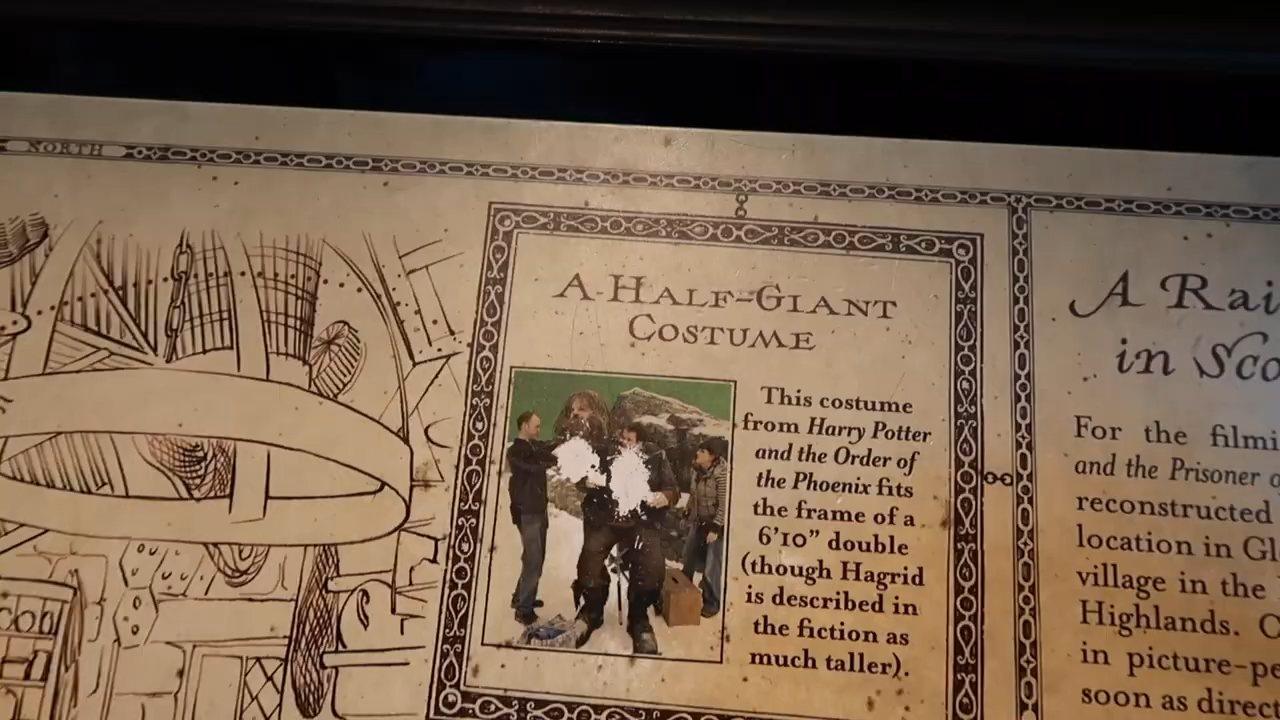 NORTH
A HALF-GIANT
COSTUME
This costume
from Harry Potter
and the Order of
the Phoenix fits
the frame of a
6'10" double
(though Hagrid
is described in
the fiction as
much taller).
A
in
For the
and the Prisoner
reconstructed
location in
village in the
Highlands.
in
soon as